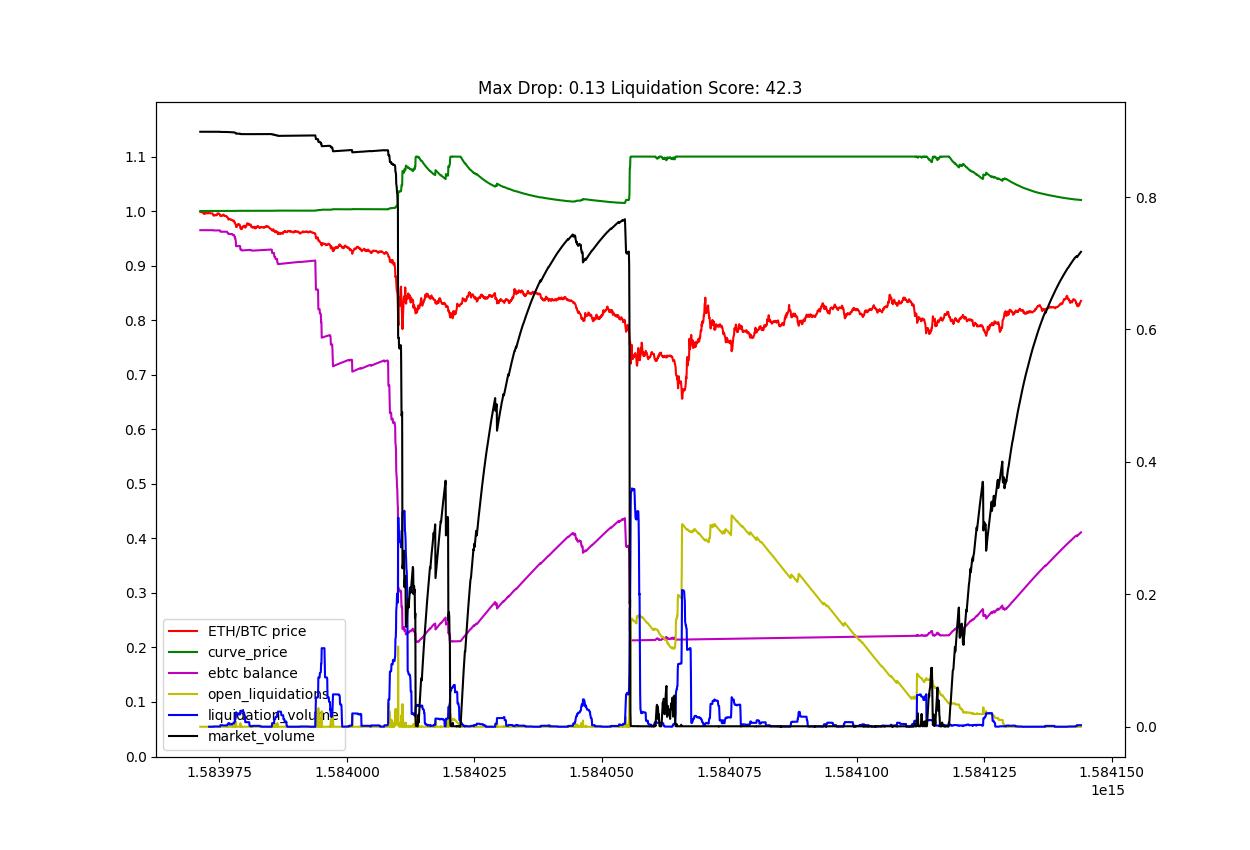 Max Drop: 0.13 Liquidation Score: 42.3
1.1
1.0
0.9
0.8
0.7
0.6
0.5
0.4
0.3
0.2
0.1
0.0
0.8
0.6
0.4
0.2
0.0
ETH/BTC price
curve_price
ebtc balance
open_liquidations
liquidation_volume
market_volume
1.583975 1.584000 1.584025 1.584050 1.584075 1.584100 1.584125 1.584150
1e15